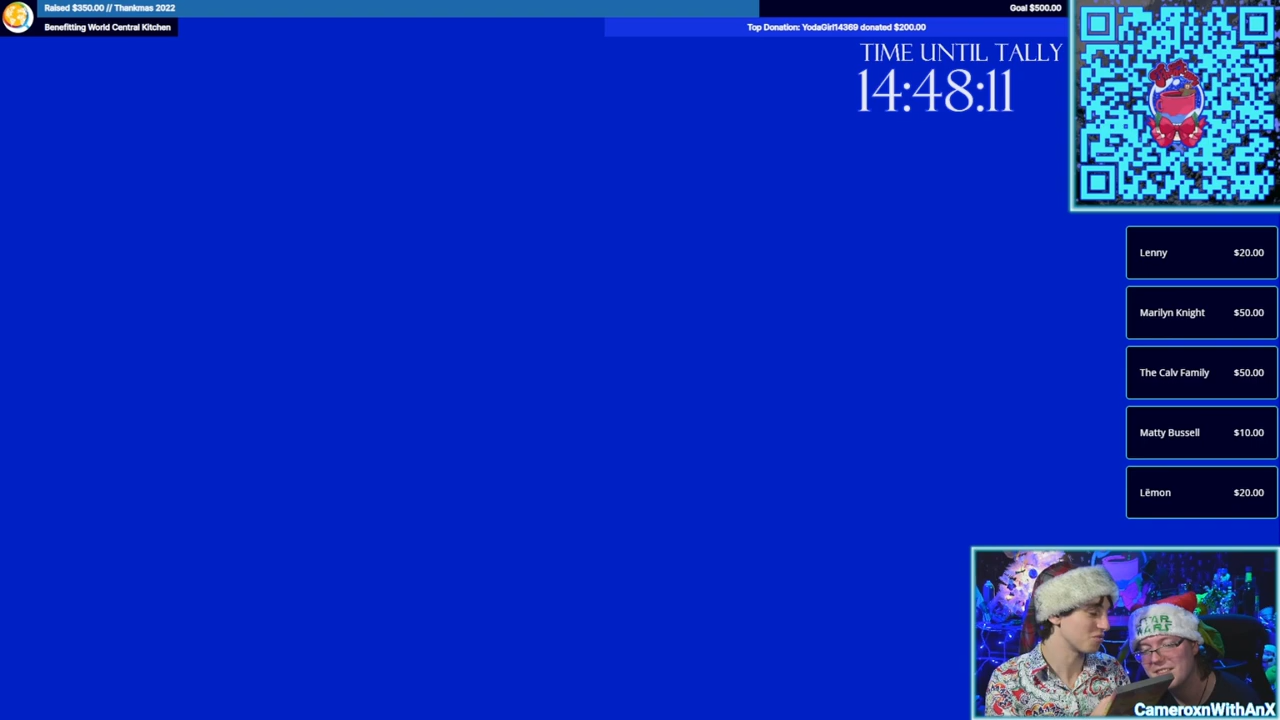 Raised $350.00 // Thankmas 2022
Goal $500.00
Benefitting World Central Kitchen
Top Donation: YodaGirl14369 donated $200.00
TIME UNTIL TALLY
14:48:11
Lenny $20.00
Marilyn Knight $50.00
The Calv Family $50.00
Matty Bussell $10.00
Lēmon $20.00
STAR
WARS
CameroxnWithAnX